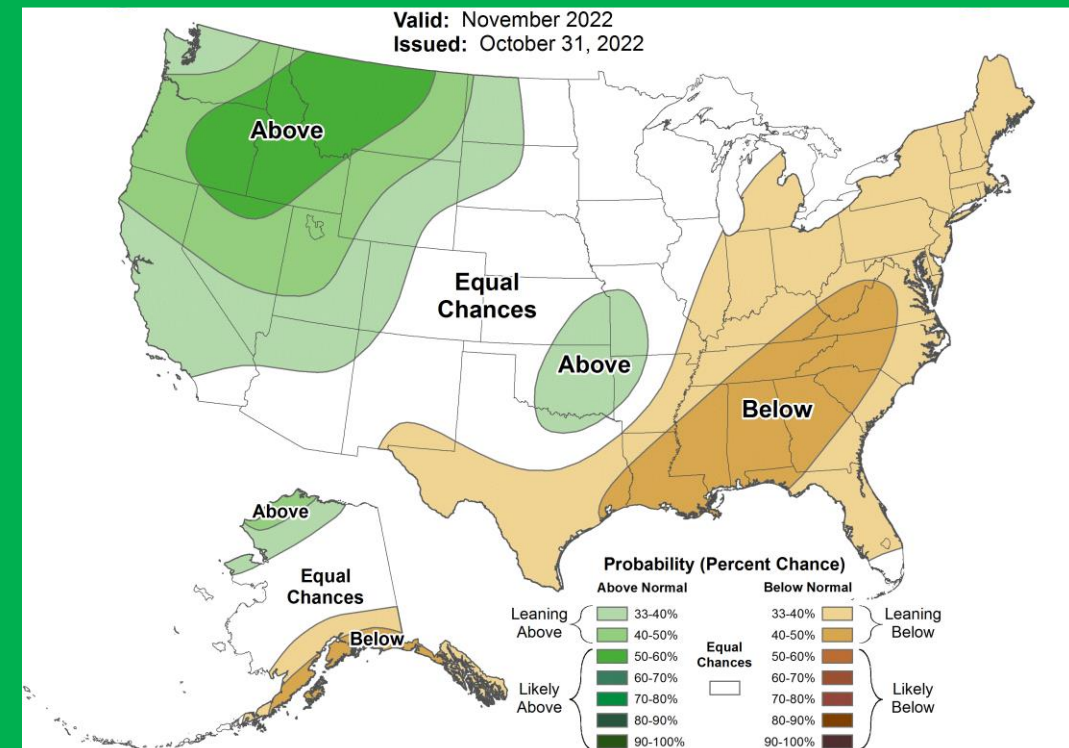 Valid: November 2022
Issued: October 31, 2022
Above
Equal
Chances
Above
Below
Above
Equal
Chances
Below
Probability (Percent Chance)
Above Normal
Below Normal
Leaning
Above
33-40%
40-50%
50-60%
60-70%
70-80%
80-90%
90-100%
Likely
Above
Equal
Chances
33-40%
40-50%
50-60%
60-70%
70-80%
80-90%
90-100%
Leaning
Below
Likely
Below